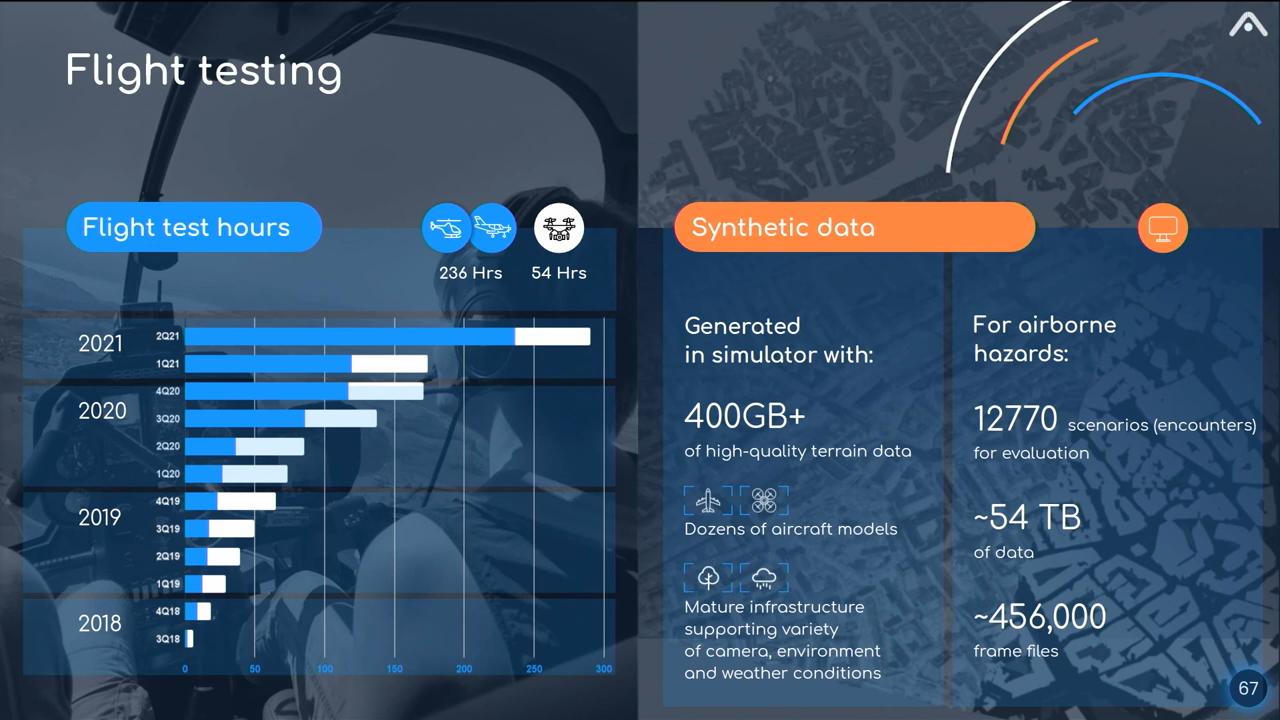 Flight testing
Flight test hours
236 Hrs
54 Hrs
2021
2Q21
1Q21
2020
4Q20
3Q20
2Q20
1Q20
2019
4Q19
3Q19
2Q19
1Q19
2018
4Q18
3Q18
0 50 100 150 200 250 300
Synthetic data
Generated
in simulator with:
400GB+
of high-quality terrain data
Dozens of aircraft models
Mature infrastructure
supporting variety
of camera, environment
and weather conditions
For airborne
hazards:
12770 scenarios (encounters)
for evaluation
~54 TB
of data
~456,000
frame files
67